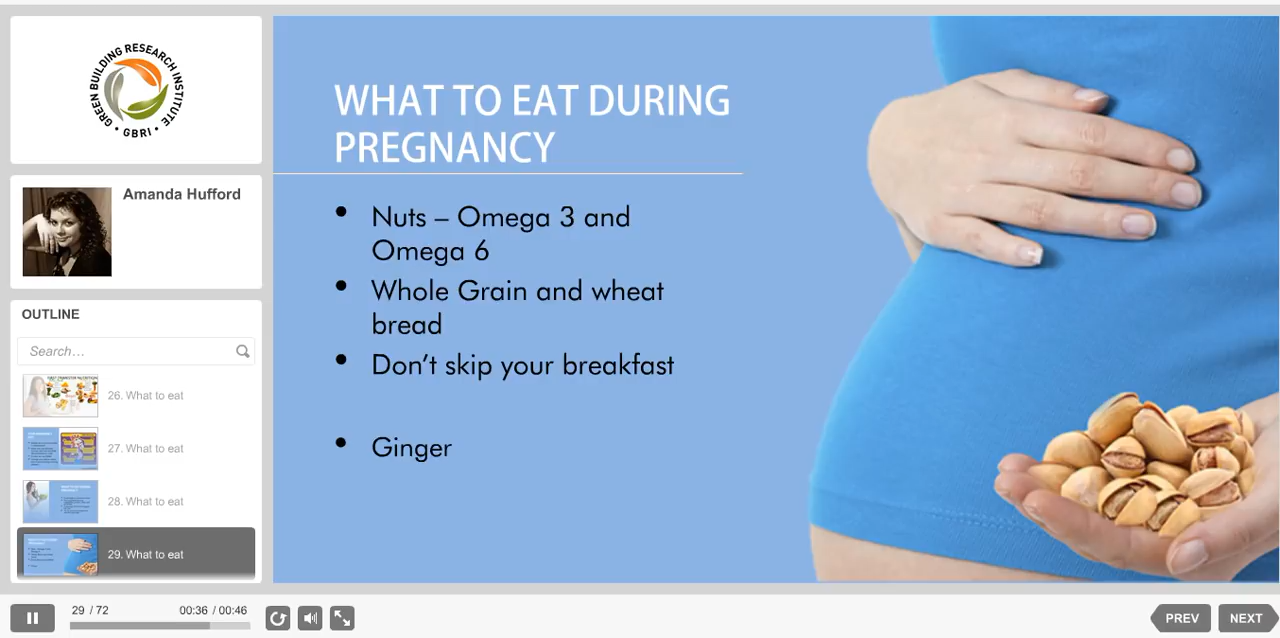 GREEN BUILDING RESEARCH INSTITUTE
• GBRI •
Amanda Hufford
OUTLINE
Search...
26. What to eat
27. What to eat
28. What to eat
29. What to eat
WHAT TO EAT DURING
PREGNANCY
• Nuts – Omega 3 and
Omega 6
• Whole Grain and wheat
bread
• Don't skip your breakfast
• Ginger
29 / 72
00:36 / 00:46
PREV
NEXT